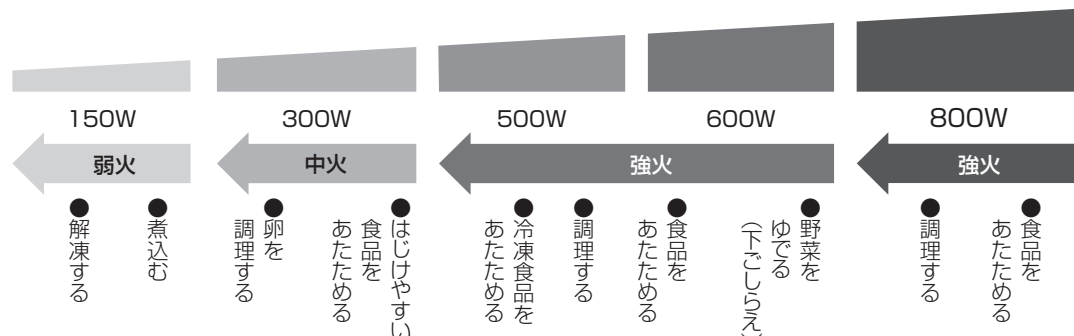 150W
300W
500W
600W
800W
弱火
中火
強火
強火
解凍する
煮込む
卵を
調理する
はじけやすい
食品を
あたためる
冷凍食品を
あたためる
調理する
食品を
あたためる
野菜を
ゆでる
(下ごしらえ)
調理する
食品を
あたためる